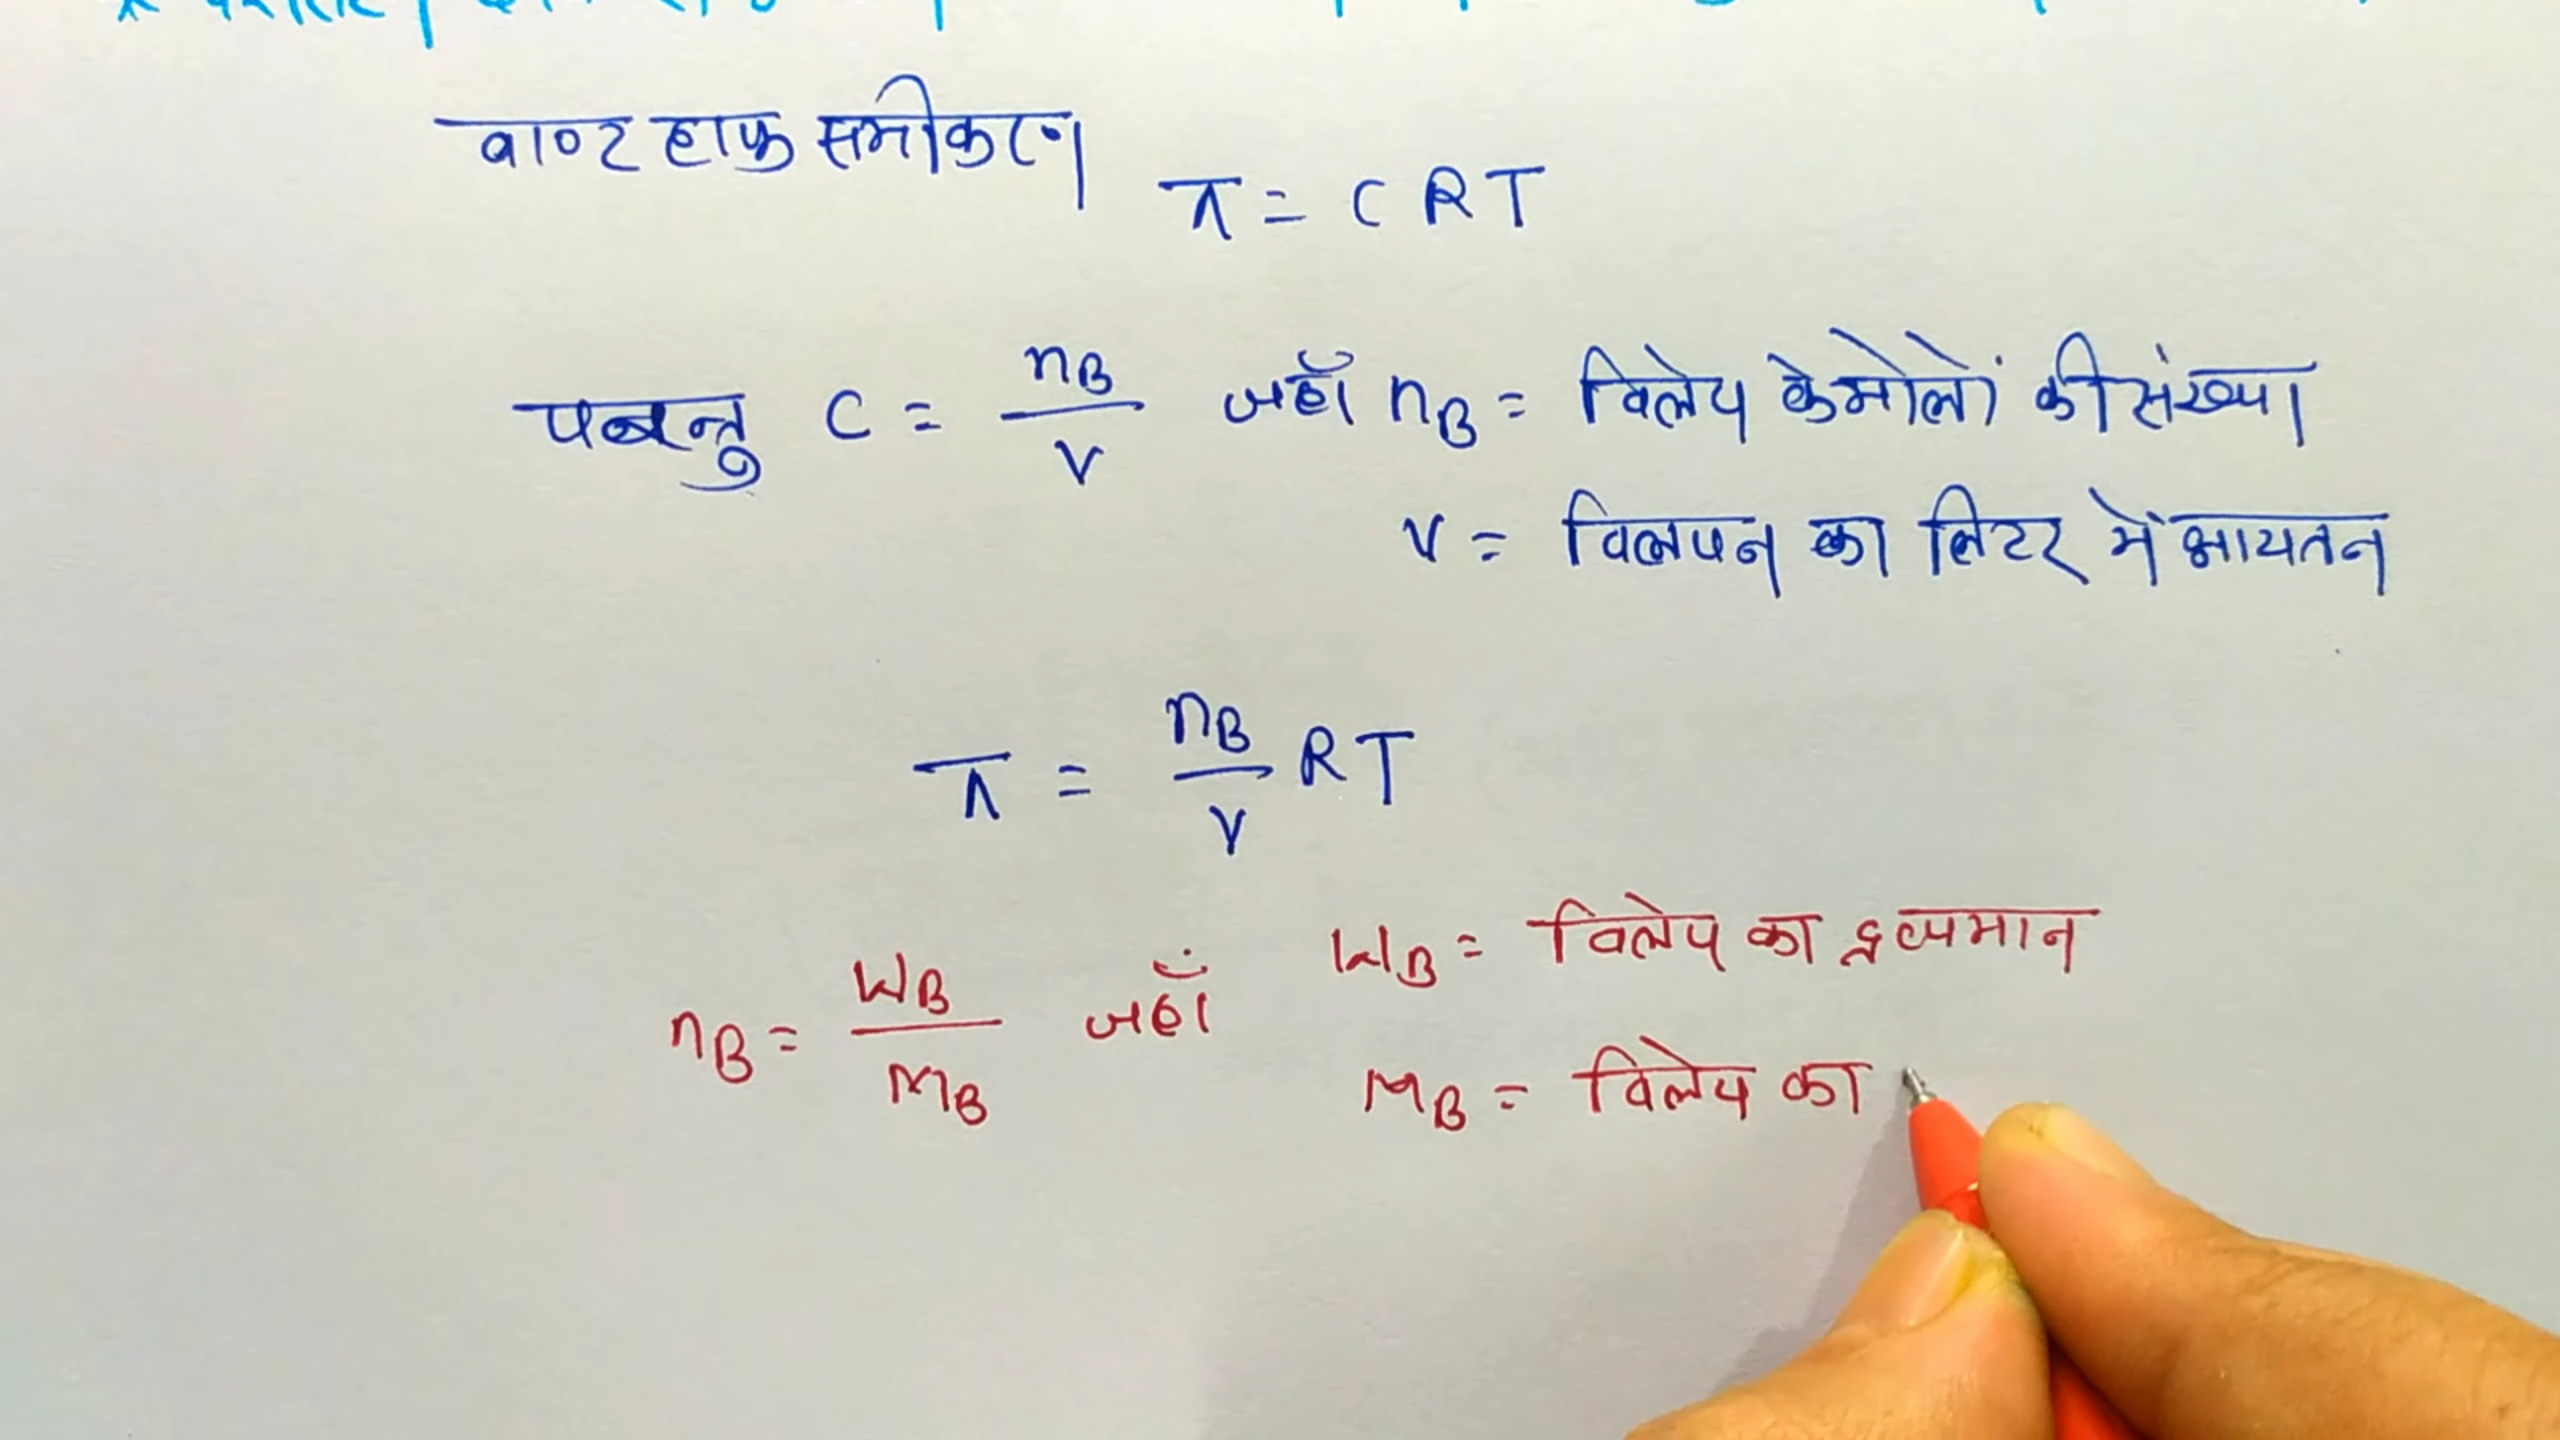 वाण्ट हाफ समीकरण
π = C R T
परन्तु C = nB/V जहाँ nB = विलेय के मोलों की संख्या
V = विलयन का लिटर में आयतन
π = nB/V RT
WB = विलेय का द्रव्यमान
nB = WB/MB जहाँ
MB = विलेय का